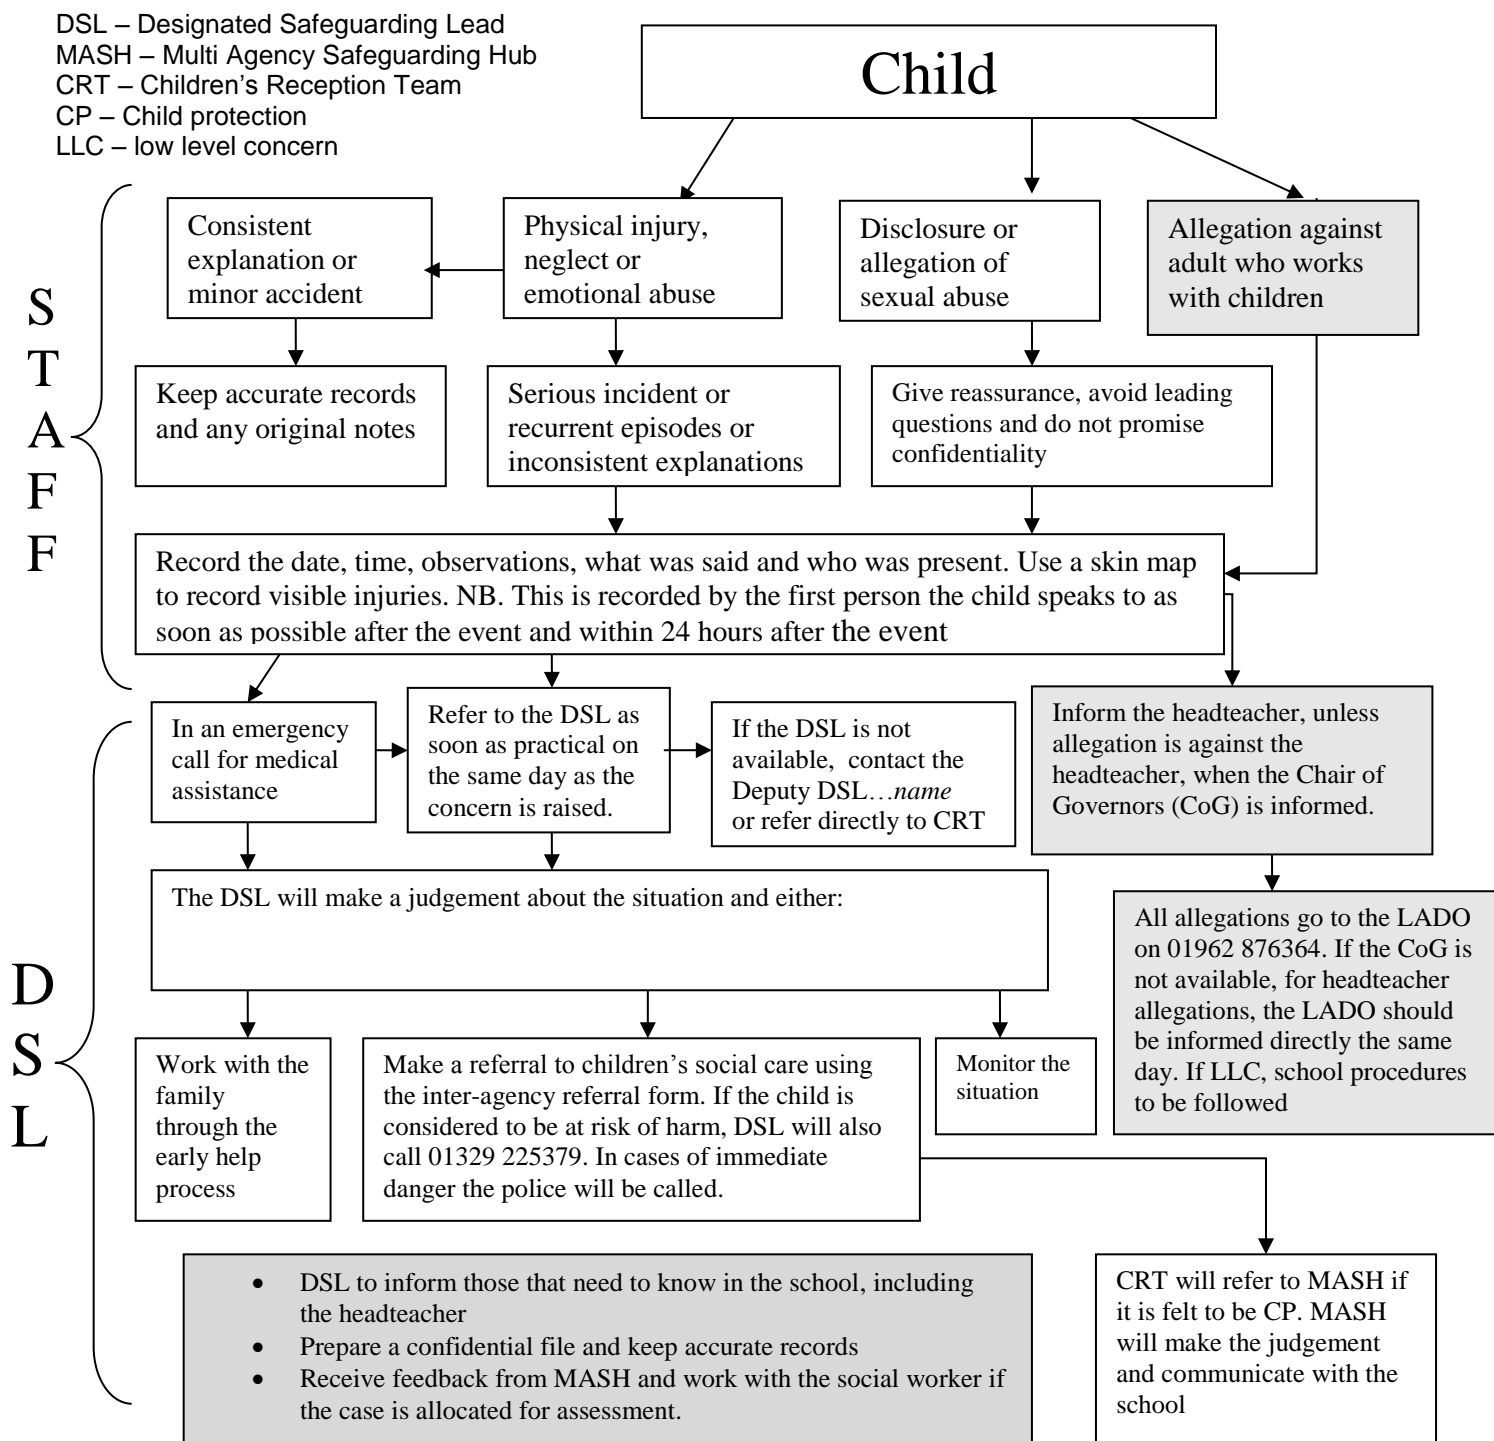 DSL – Designated Safeguarding Lead
MASH – Multi Agency Safeguarding Hub
CRT – Children's Reception Team
CP – Child protection
LLC – low level concern
Child
S
T
A
F
F
Consistent
explanation or
minor accident
Physical injury,
neglect or
emotional abuse
Disclosure or
allegation of
sexual abuse
Allegation against
adult who works
with children
Keep accurate records
and any original notes
Serious incident or
recurrent episodes or
inconsistent explanations
Give reassurance, avoid leading
questions and do not promise
confidentiality
Record the date, time, observations, what was said and who was present. Use a skin map
to record visible injuries. NB. This is recorded by the first person the child speaks to as
soon as possible after the event and within 24 hours after the event
D
S
L
In an emergency
call for medical
assistance
Refer to the DSL as
soon as practical on
the same day as the
concern is raised.
If the DSL is not
available, contact the
Deputy DSL…name
or refer directly to CRT
Inform the headteacher, unless
allegation is against the
headteacher, when the Chair of
Governors (CoG) is informed.
The DSL will make a judgement about the situation and either:
All allegations go to the LADO
on 01962 876364. If the CoG is
not available, for headteacher
allegations, the LADO should
be informed directly the same
day. If LLC, school procedures
to be followed
Work with the
family
through the
early help
process
Make a referral to children's social care using
the inter-agency referral form. If the child is
considered to be at risk of harm, DSL will also
call 01329 225379. In cases of immediate
danger the police will be called.
Monitor the
situation
• DSL to inform those that need to know in the school, including
the headteacher
• Prepare a confidential file and keep accurate records
• Receive feedback from MASH and work with the social worker if
the case is allocated for assessment.
CRT will refer to MASH if
it is felt to be CP. MASH
will make the judgement
and communicate with the
school